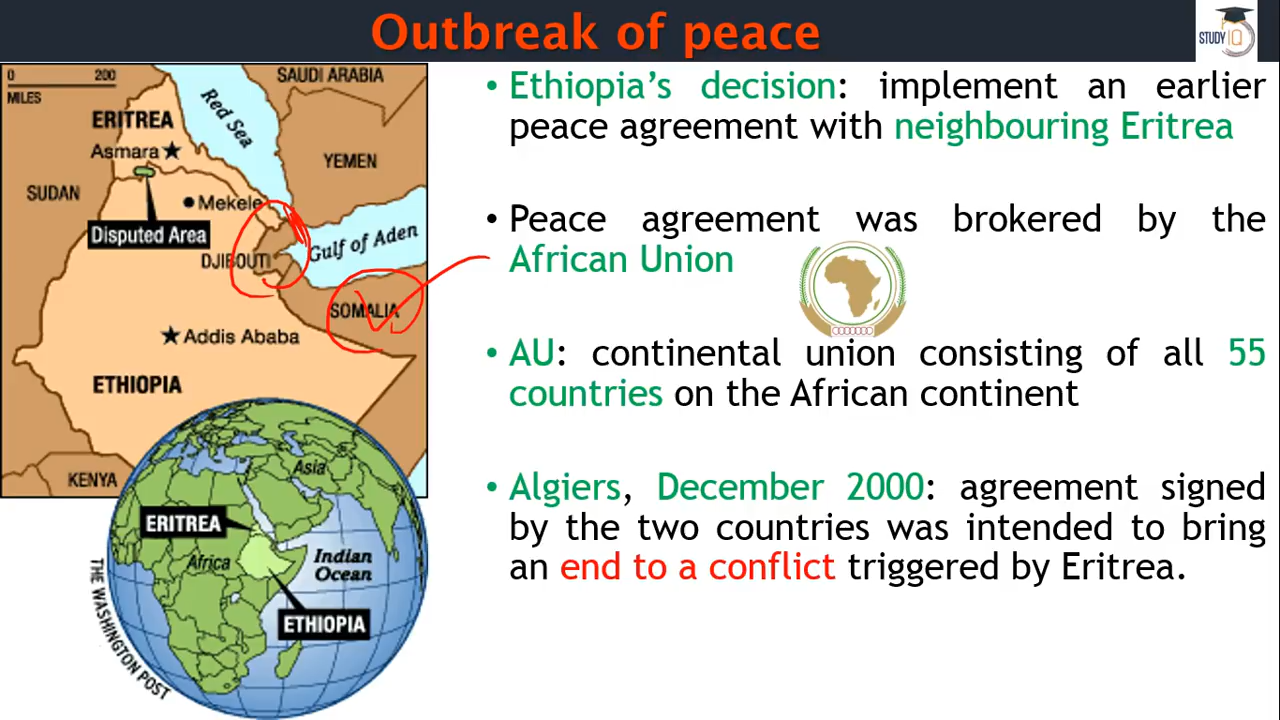 Outbreak of peace
STUDY IQ
0 200
MILES
SAUDI ARABIA
ERITREA
Red Sea
Asmara
YEMEN
SUDAN
Mekele
Disputed Area
Gulf of Aden
DJIBOUTI
SOMALIA
Addis Ababa
ETHIOPIA
KENYA
Asia
ERITREA
Africa
Indian
Ocean
ETHIOPIA
THE WASHINGTON POST
• Ethiopia's decision: implement an earlier
peace agreement with neighbouring Eritrea
• Peace agreement was brokered by the
African Union
• AU: continental union consisting of all 55
countries on the African continent
• Algiers, December 2000: agreement signed
by the two countries was intended to bring
an end to a conflict triggered by Eritrea.